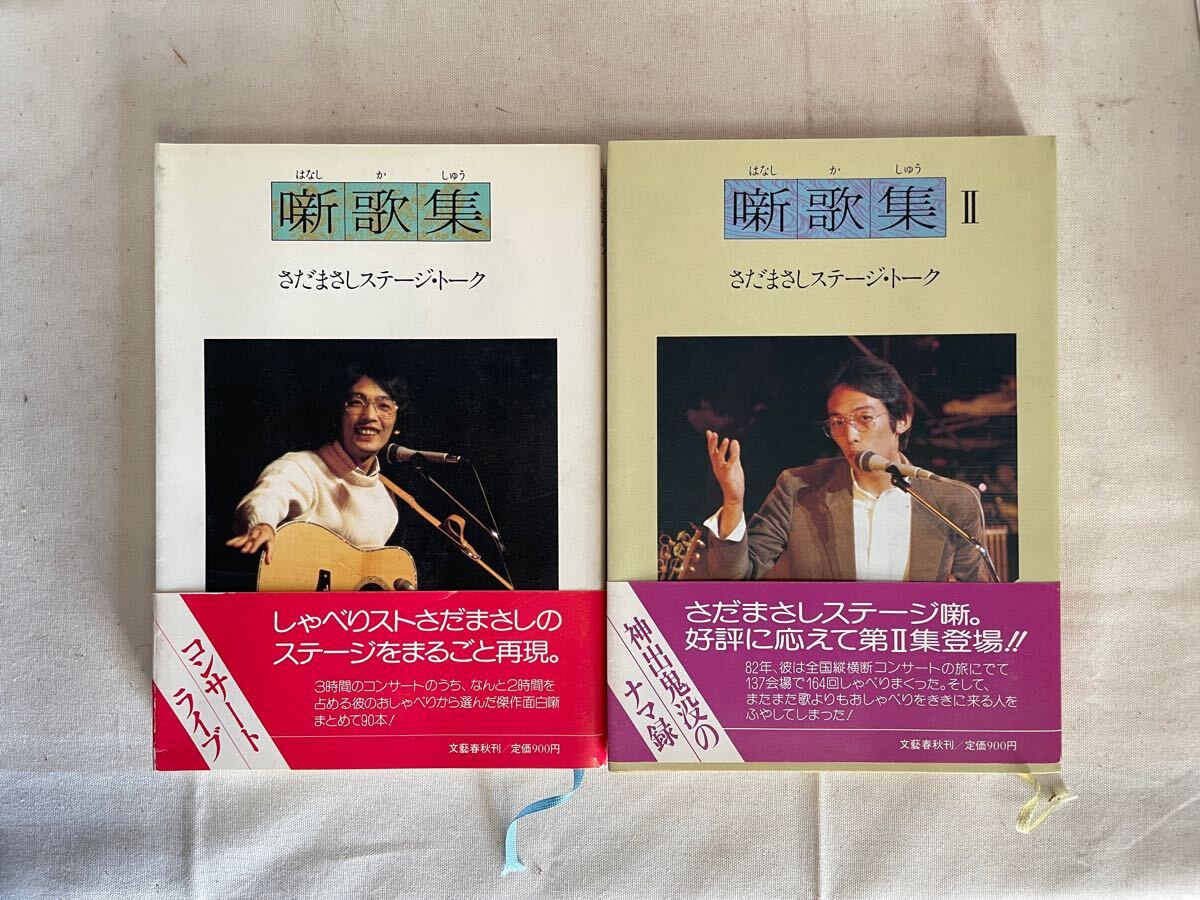 はなし か しゅう
噺歌集
さだまさしステージ・トーク
コンサート
ライブ
しゃべりストさだまさしの
ステージをまるごと再現。
3時間のコンサートのうち、なんと2時間を
占める彼のおしゃべりから選んだ傑作面白噺
まとめて90本!
文藝春秋刊/定価900円
はなし か しゅう
噺歌集 II
さだまさしステージ・トーク
神出鬼没の
ナマ録
さだまさしステージ噺。
好評に応えて第II集登場!!
82年、彼は全国縦横断コンサートの旅にでて
137会場で164回しゃべりまくった。そして、
またまた歌よりもおしゃべりをききに来る人を
ふやしてしまった!
文藝春秋刊/定価900円